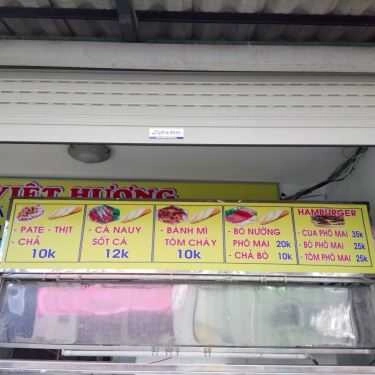 VIỆT HƯƠNG
- PATE - THỊT
- CHẢ
10k
- CÁ NAUY
SỐT CÀ
12k
- BÁNH MÌ
TÔM CHÁY
10k
- BÒ NƯỚNG
PHÔ MAI 20k
- CHẢ BÒ 10k
HAMBURGER
- CUA PHÔ MAI 35k
- BÒ PHÔ MAI 25k
- TÔM PHÔ MAI 25k